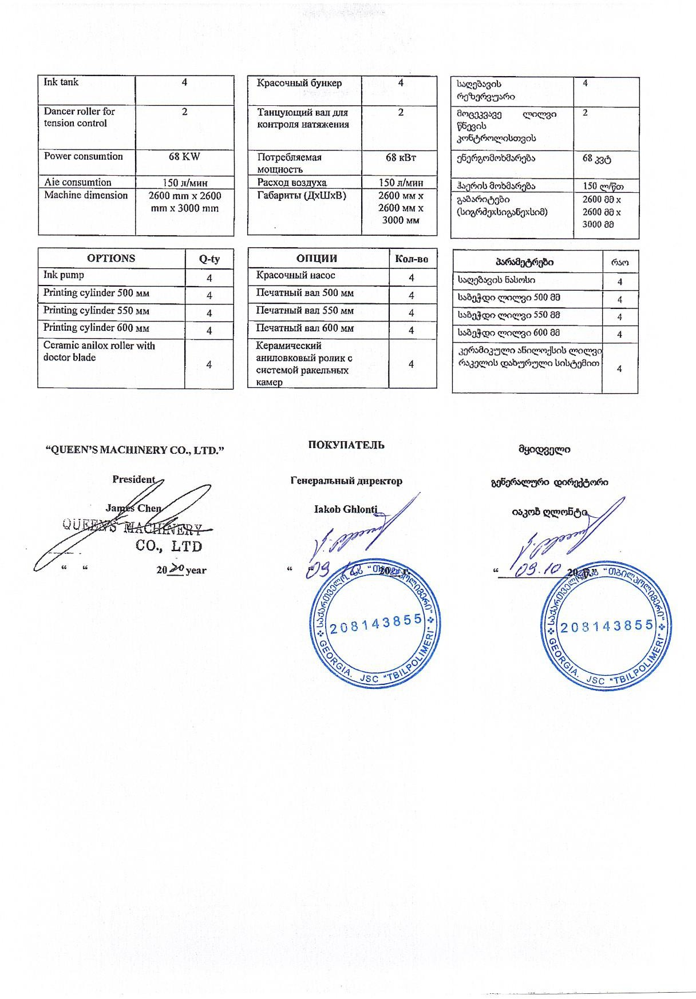 Ink tank 4
Dancer roller for 2
tension control
Power consumtion 68 KW
Aie consumtion 150 л/мин
Machine dimension 2600 mm x 2600
mm x 3000 mm
Красочный бункер 4
Танцующий вал для 2
контроля натяжения
Потребляемая 68 кВт
мощность
Расход воздуха 150 л/мин
Габариты (ДхШхВ) 2600 мм х
2600 мм х
3000 мм
საღებავის 4
რეზერვუარი
მოცეკვავე ლილვი 2
წნევის
კონტროლისთვის
ენერგომოხმარება 68 კვტ
ჰაერის მოხმარება 150 ლ/წთ
გაბარიტები 2600 მმ x
(სიგრძეxსიგანეxსიმ) 2600 მმ x
3000 მმ
OPTIONS Q-ty
Ink pump 4
Printing cylinder 500 мм 4
Printing cylinder 550 мм 4
Printing cylinder 600 мм 4
Ceramic anilox roller with
doctor blade 4
ОПЦИИ Кол-во
Красочный насос 4
Печатный вал 500 мм 4
Печатный вал 550 мм 4
Печатный вал 600 мм 4
Керамический
аниловковый ролик с
системой ракельных 4
камер
პარამეტრები რაო
საღებავის ნასოსი 4
საბეჭდი ლილვი 500 მმ 4
საბეჭდი ლილვი 550 მმ 4
საბეჭდი ლილვი 600 მმ 4
კერამიკული ანილოქსის ლილვი
რაკელის დახურული სისტემით 4
“QUEEN’S MACHINERY CO., LTD.”
President
James Chen
QUEEN'S MACHINERY
CO., LTD
“ “ 2020 year
ПОКУПАТЕЛЬ
Генеральный директор
Iakob Ghlonti
“ 09 10 202 г.
საქართველო სს "თბილპოლიმერი"
208143855
GEORGIA. JSC "TBILPOLIMERI"
მყიდველი
გენერალური დირექტორი
იაკობ ღლონტი
“ 09.10 20 წ.”
საქართველო სს "თბილპოლიმერი"
208143855
GEORGIA. JSC "TBILPOLIMERI"